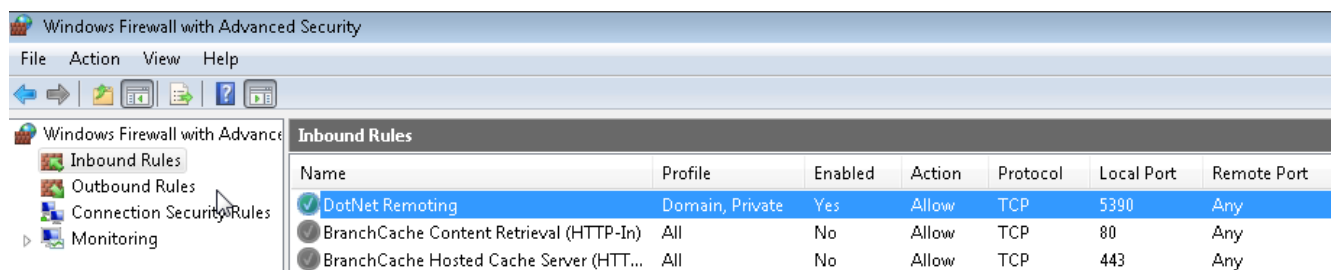 Windows Firewall with Advanced Security
File Action View Help
Windows Firewall with Advance
Inbound Rules
Outbound Rules
Connection Security Rules
Monitoring
Inbound Rules
Name Profile Enabled Action Protocol Local Port Remote Port
DotNet Remoting Domain, Private Yes Allow TCP 5390 Any
BranchCache Content Retrieval (HTTP-In) All No Allow TCP 80 Any
BranchCache Hosted Cache Server (HTT... All No Allow TCP 443 Any